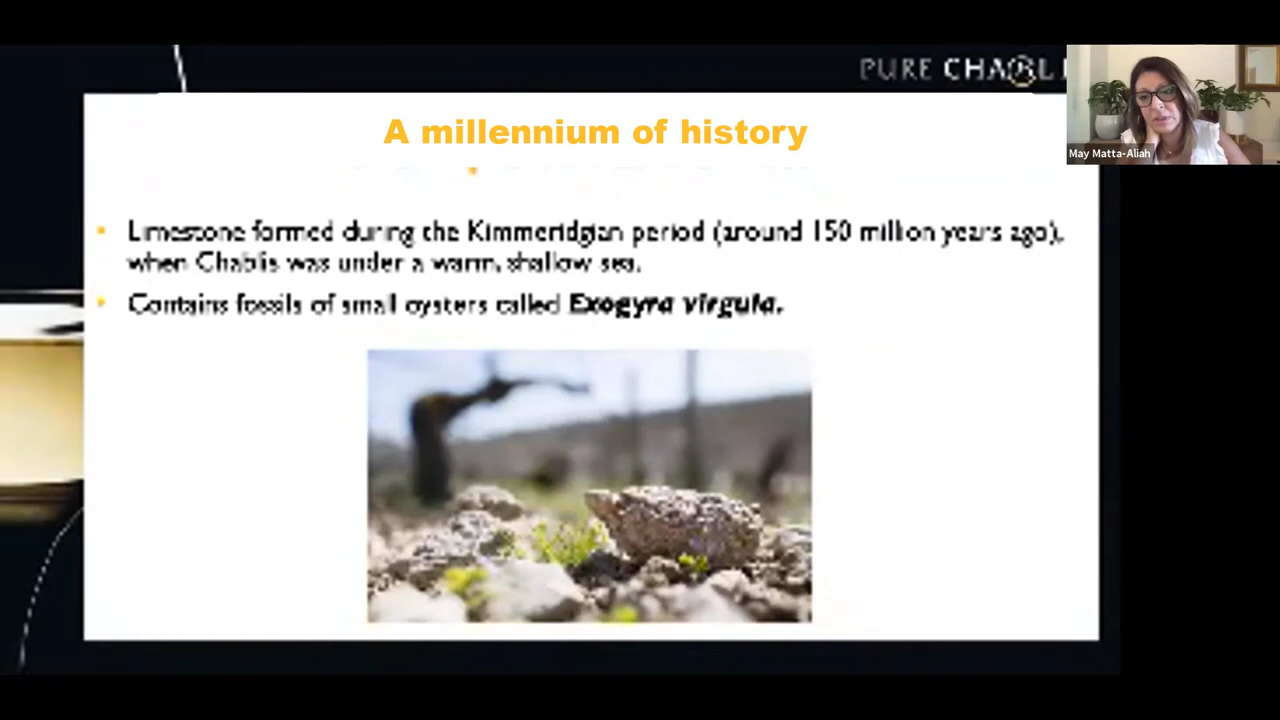 PURE CHABL
May Matta-Aliah
A millennium of history
Limestone formed during the Kimmeridgian period (around 150 million years ago),
when Chablis was under a warm, shallow sea.
Contains fossils of small oysters called Exogyra virgula.